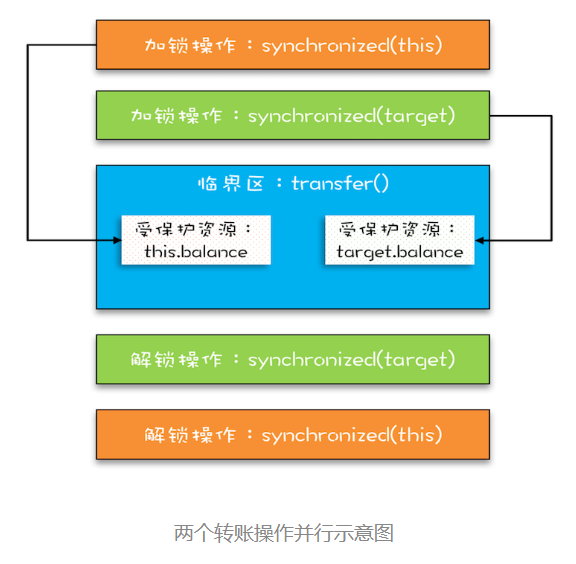 加锁操作：synchronized(this)
加锁操作：synchronized(target)
临界区：transfer()
受保护资源：
this.balance
受保护资源：
target.balance
解锁操作：synchronized(target)
解锁操作：synchronized(this)
两个转账操作并行示意图